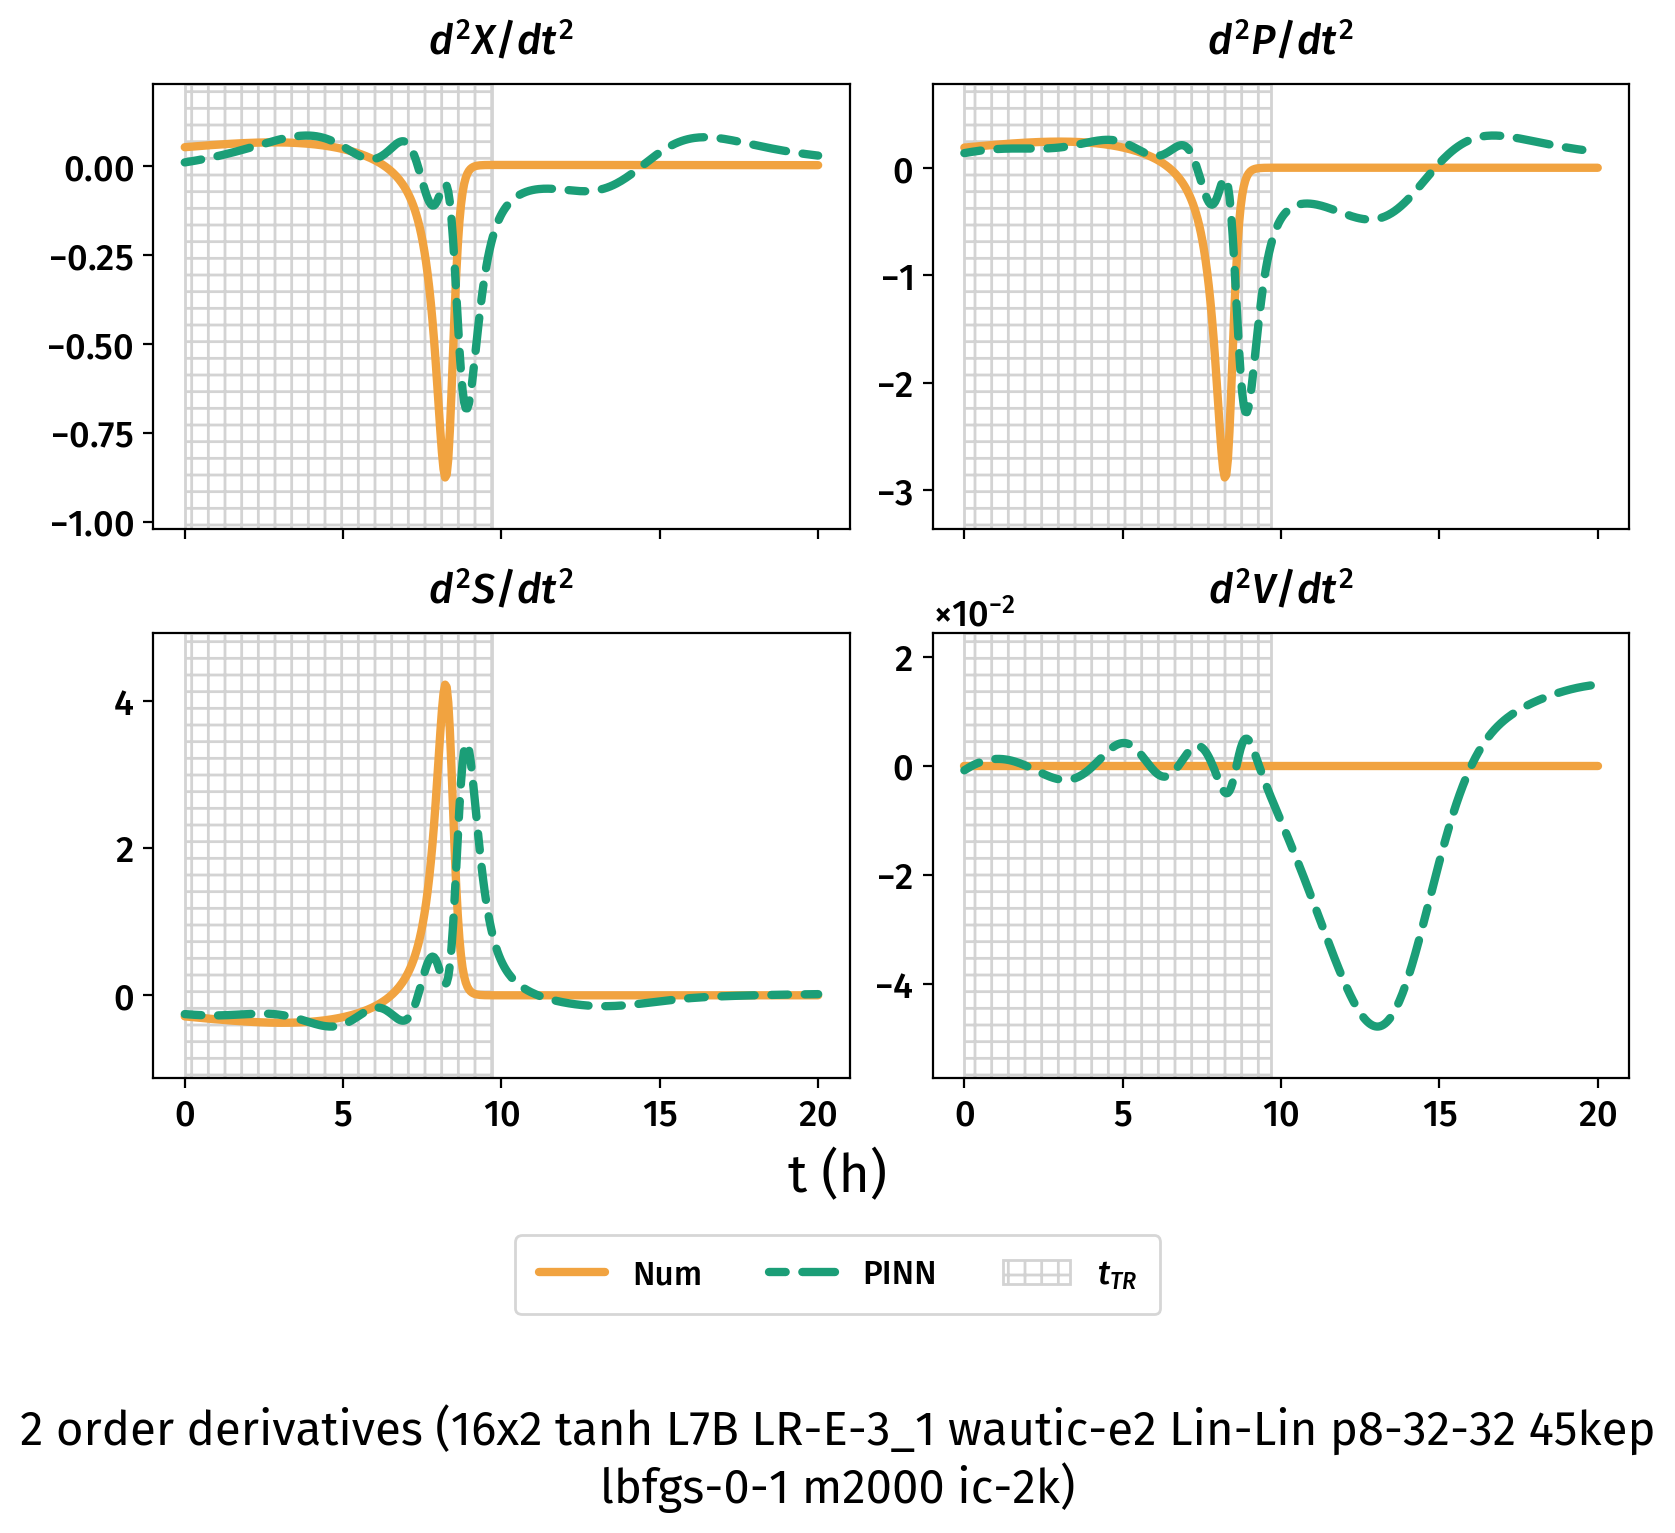 d²X/dt²
d²P/dt²
0.00
−0.25
−0.50
−0.75
−1.00
0
−1
−2
−3
d²S/dt²
d²V/dt²
×10⁻²
4
2
0
2
0
−2
−4
0 5 10 15 20
0 5 10 15 20
t (h)
Num PINN t_TR
2 order derivatives (16x2 tanh L7B LR-E-3_1 wautic-e2 Lin-Lin p8-32-32 45kep
lbfgs-0-1 m2000 ic-2k)